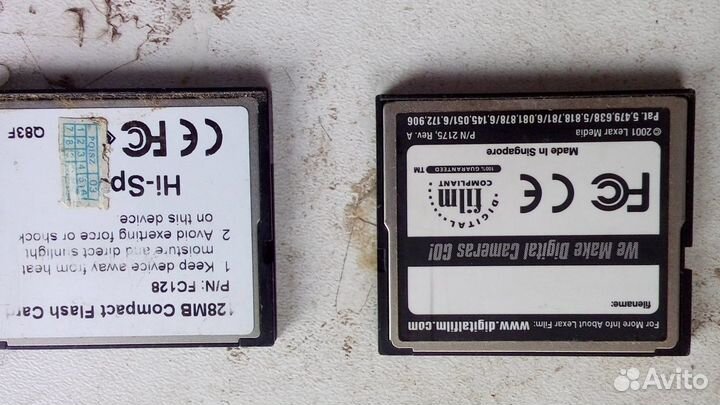 128MB Compact Flash Card
P/N: FC128
1. Keep device away from heat
moisture and direct sunlight
2. Avoid exerting force or shock
on this device.
Hi-Sp
FC CE
Q83F
For More Info About Lexar Film: www.digitalfilm.com
filename:
We Make Digital Cameras GO!
FC CE
DIGITAL
film
COMPLIANT
100% GUARANTEED
TM
Made in Singapore
©2001 Lexar Media P/N 2175, Rev. A
Pat. 5,479,638/5,818,781/6,081,878/6,145,051/6,172,906
Avito